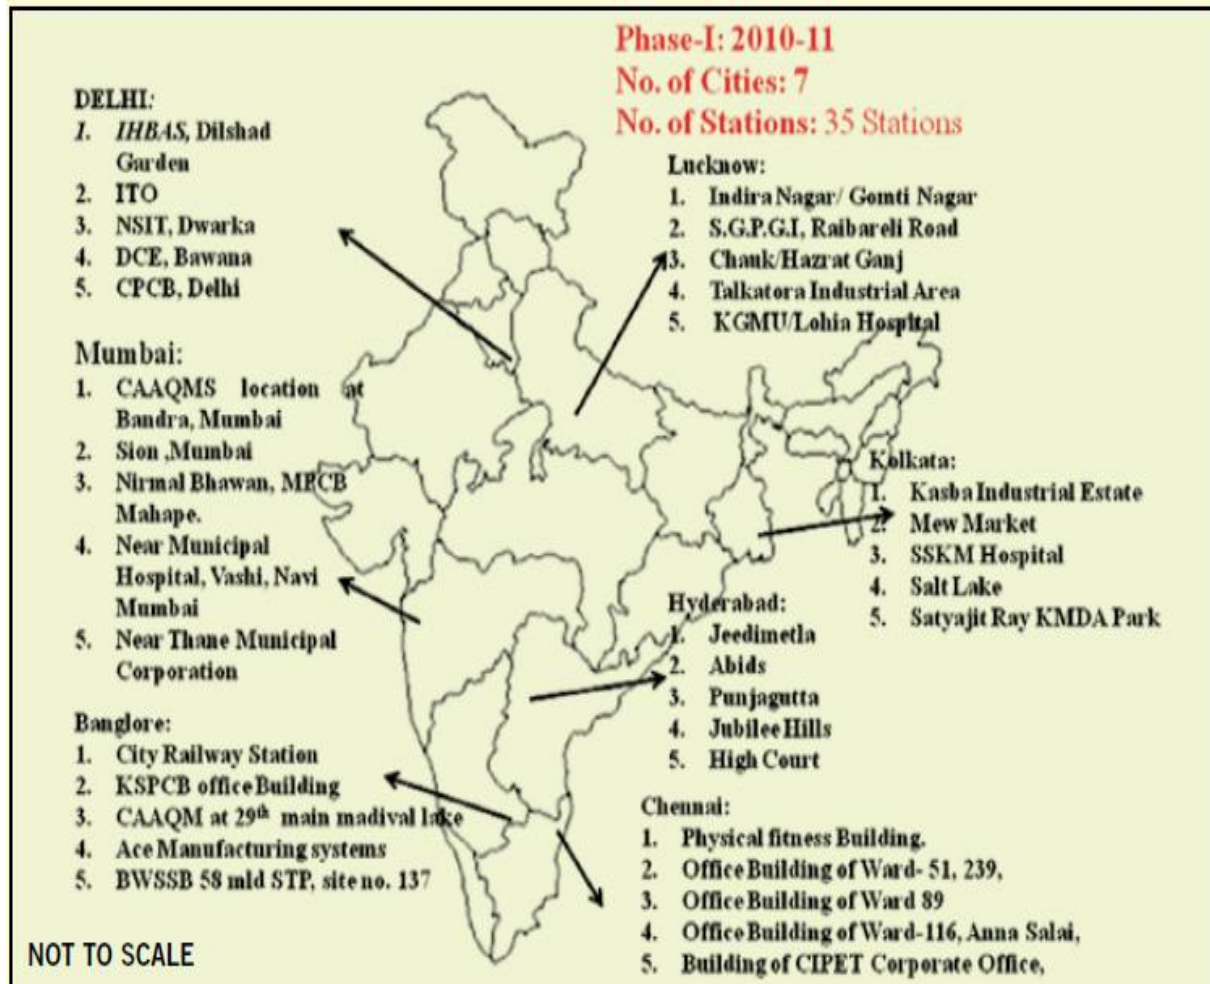 Phase-I: 2010-11
No. of Cities: 7
No. of Stations: 35 Stations
DELHI:
1. IHBAS, Dilshad
Garden
2. ITO
3. NSIT, Dwarka
4. DCE, Bawana
5. CPCB, Delhi
Mumbai:
1. CAAQMS location at
Bandra, Mumbai
2. Sion ,Mumbai
3. Nirmal Bhawan, MPCB
Mahape.
4. Near Municipal
Hospital, Vashi, Navi
Mumbai
5. Near Thane Municipal
Corporation
Banglore:
1. City Railway Station
2. KSPCB office Building
3. CAAQM at 29th main madival lake
4. Ace Manufacturing systems
5. BWSSB 58 mld STP, site no. 137
Lucknow:
1. Indira Nagar/ Gomti Nagar
2. S.G.P.G.I, Raibareli Road
3. Chauk/Hazrat Ganj
4. Talkatora Industrial Area
5. KGMU/Lohia Hospital
Kolkata:
1. Kasba Industrial Estate
2. Mew Market
3. SSKM Hospital
4. Salt Lake
5. Satyajit Ray KMDA Park
Hyderabad:
1. Jeedimetla
2. Abids
3. Punjagutta
4. Jubilee Hills
5. High Court
Chennai:
1. Physical fitness Building.
2. Office Building of Ward- 51, 239,
3. Office Building of Ward 89
4. Office Building of Ward-116, Anna Salai,
5. Building of CIPET Corporate Office,
NOT TO SCALE